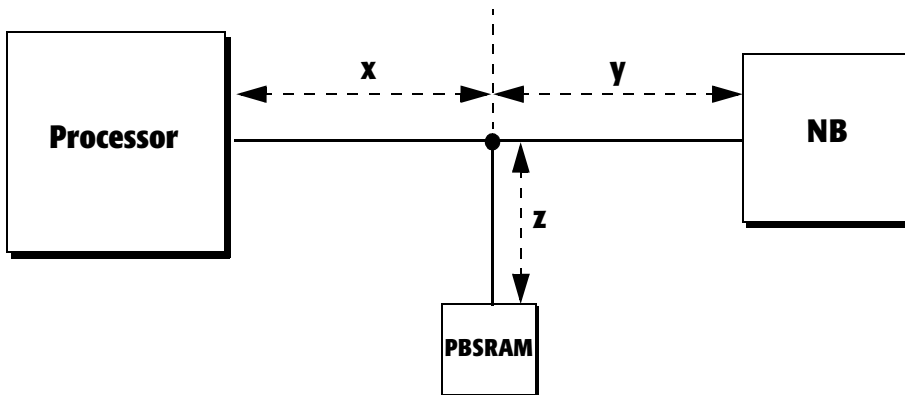 x
y
Processor
NB
z
PBSRAM